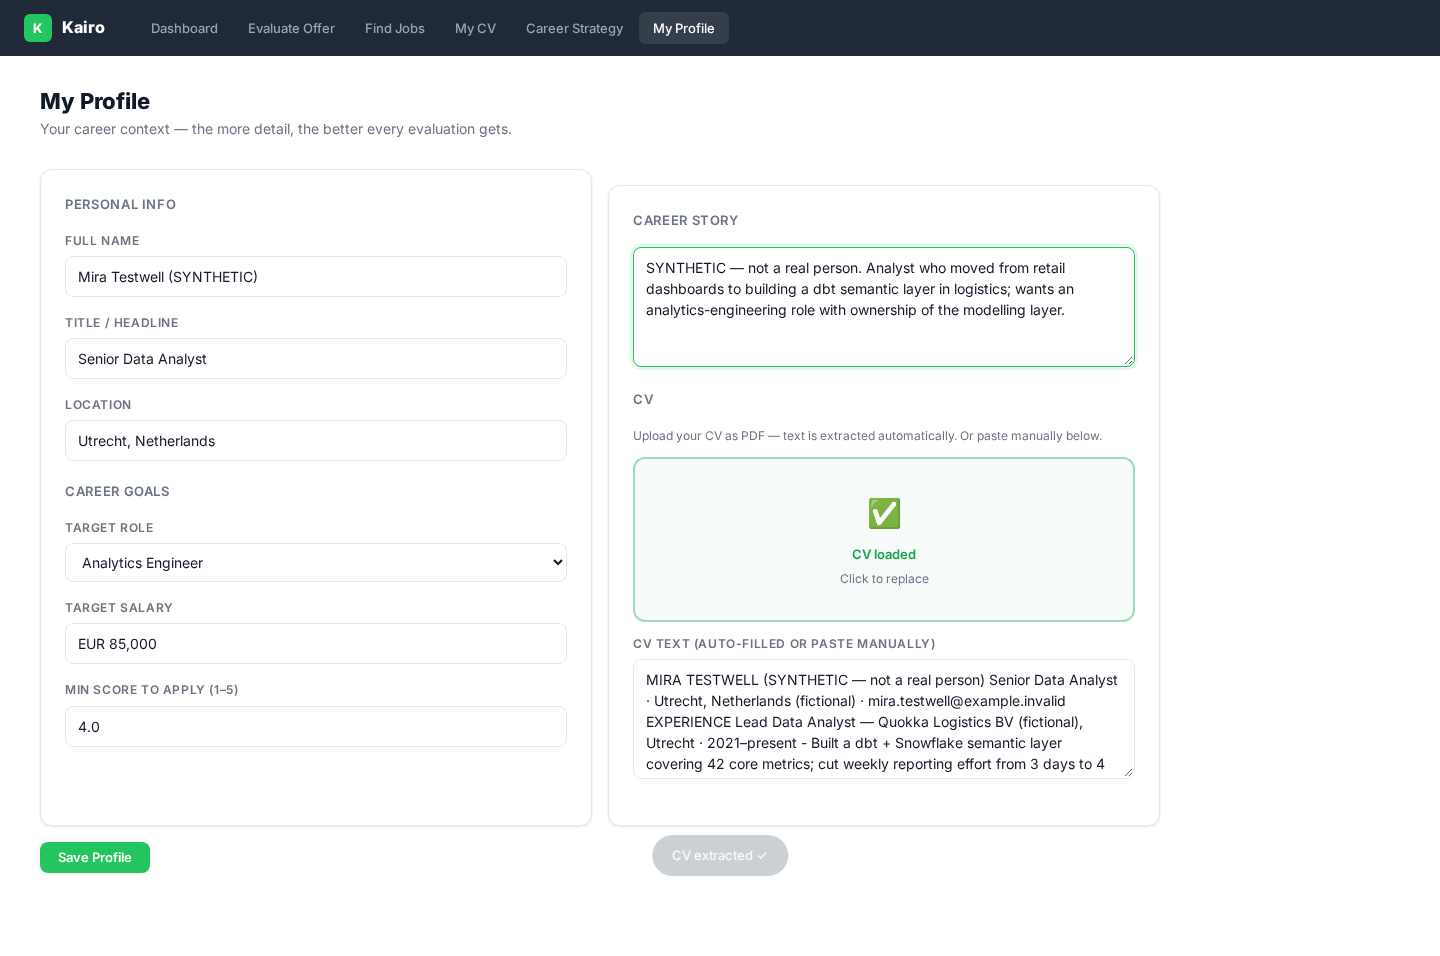 K Kairo Dashboard Evaluate Offer Find Jobs My CV Career Strategy My Profile
My Profile
Your career context — the more detail, the better every evaluation gets.
PERSONAL INFO
FULL NAME
Mira Testwell (SYNTHETIC)
TITLE / HEADLINE
Senior Data Analyst
LOCATION
Utrecht, Netherlands
CAREER GOALS
TARGET ROLE
Analytics Engineer
TARGET SALARY
EUR 85,000
MIN SCORE TO APPLY (1–5)
4.0
CAREER STORY
SYNTHETIC — not a real person. Analyst who moved from retail
dashboards to building a dbt semantic layer in logistics; wants an
analytics-engineering role with ownership of the modelling layer.
CV
Upload your CV as PDF — text is extracted automatically. Or paste manually below.
✅
CV loaded
Click to replace
CV TEXT (AUTO-FILLED OR PASTE MANUALLY)
MIRA TESTWELL (SYNTHETIC — not a real person) Senior Data Analyst
· Utrecht, Netherlands (fictional) · mira.testwell@example.invalid
EXPERIENCE Lead Data Analyst — Quokka Logistics BV (fictional),
Utrecht · 2021–present - Built a dbt + Snowflake semantic layer
covering 42 core metrics; cut weekly reporting effort from 3 days to 4
Save Profile
CV extracted ✓